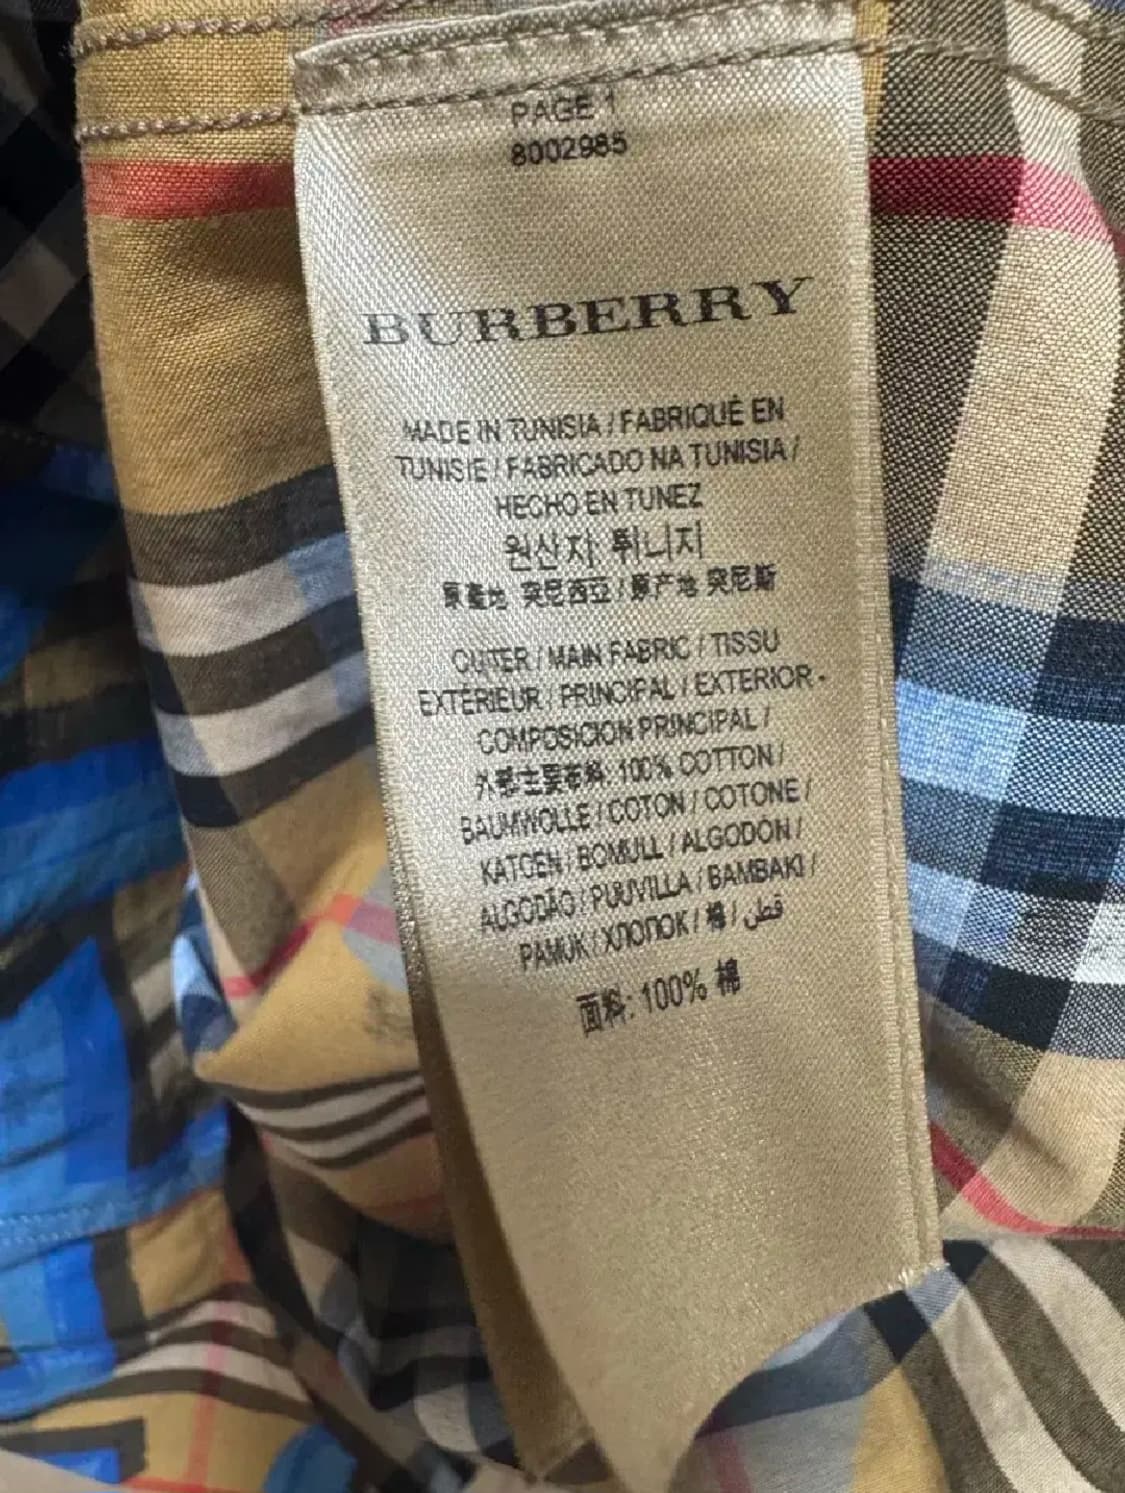 PAGE 1
8002985
BURBERRY
MADE IN TUNISIA / FABRIQUÉ EN
TUNISIE / FABRICADO NA TUNISIA /
HECHO EN TUNEZ
원산지: 튀니지
原產地 突尼西亞 / 原产地 突尼斯
OUTER / MAIN FABRIC / TISSU
EXTÉRIEUR / PRINCIPAL / EXTERIOR -
COMPOSICION PRINCIPAL /
外部主要布料: 100% COTTON /
BAUMWOLLE / COTON / COTONE /
KATOEN / BOMULL / ALGODÓN /
ALGODÃO / PUUVILLA / BAMBAKI /
PAMUK / ХЛОПОК / 棉 / قطن
面料: 100% 棉